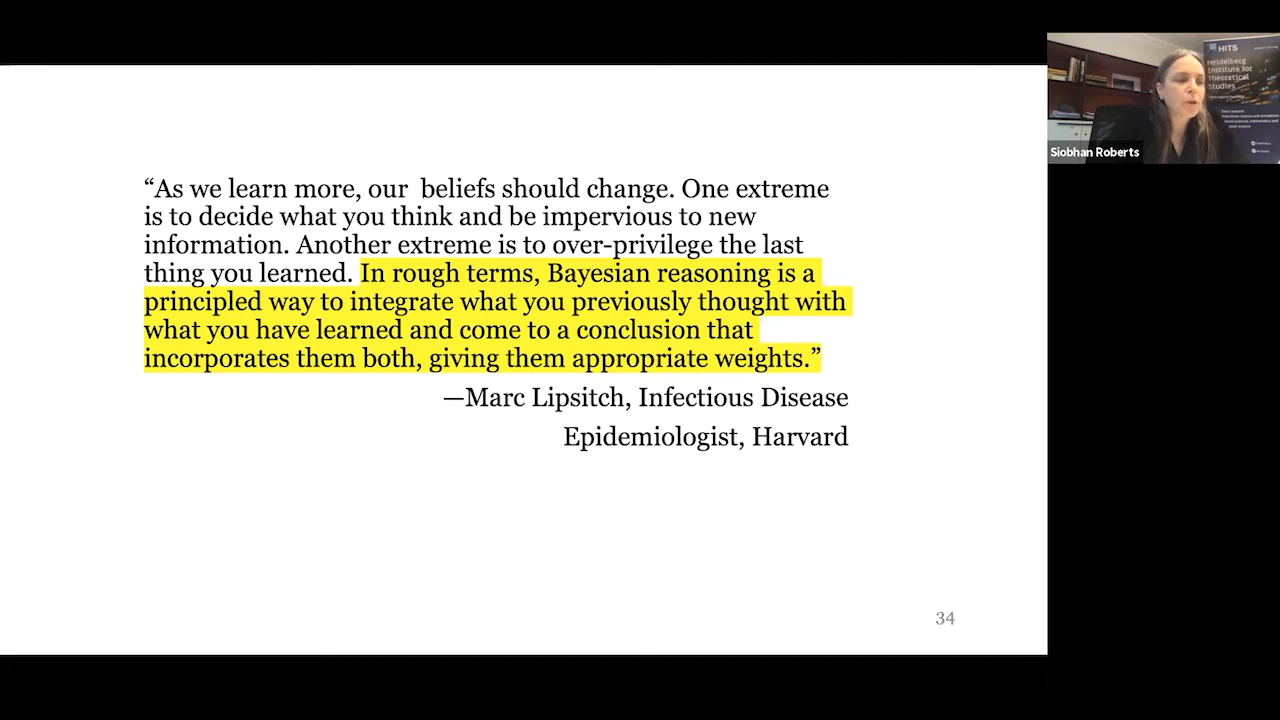 “As we learn more, our  beliefs should change. One extreme
is to decide what you think and be impervious to new
information. Another extreme is to over-privilege the last
thing you learned. In rough terms, Bayesian reasoning is a
principled way to integrate what you previously thought with
what you have learned and come to a conclusion that
incorporates them both, giving them appropriate weights.”
—Marc Lipsitch, Infectious Disease
Epidemiologist, Harvard
34
HITS
Heidelberg
Institute for
Theoretical
Studies
Siobhan Roberts